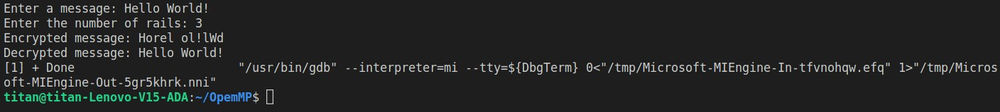 Enter a message: Hello World!
Enter the number of rails: 3
Encrypted message: Horel ol!lWd
Decrypted message: Hello World!
[1] + Done                       "/usr/bin/gdb" --interpreter=mi --tty=${DbgTerm} 0<"/tmp/Microsoft-MIEngine-In-tfvnohqw.efq" 1>"/tmp/Micros
oft-MIEngine-Out-5gr5khrk.nni"
titan@titan-Lenovo-V15-ADA:~/OpemMP$